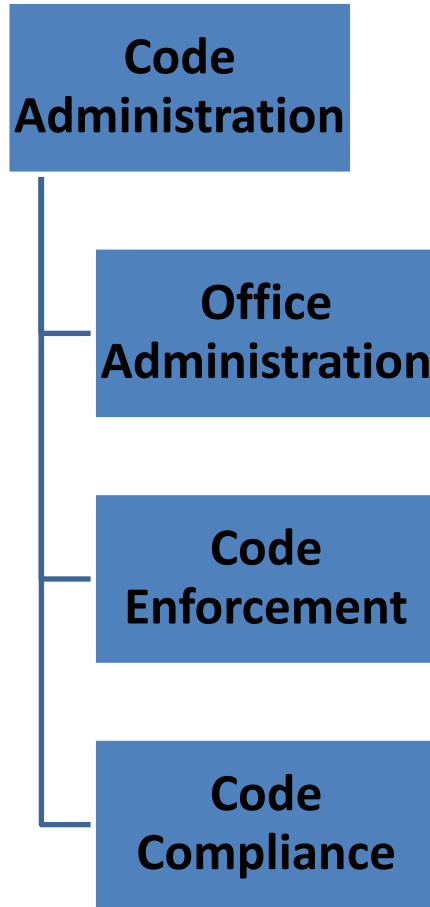 Code
Administration
Office
Administration
Code
Enforcement
Code
Compliance